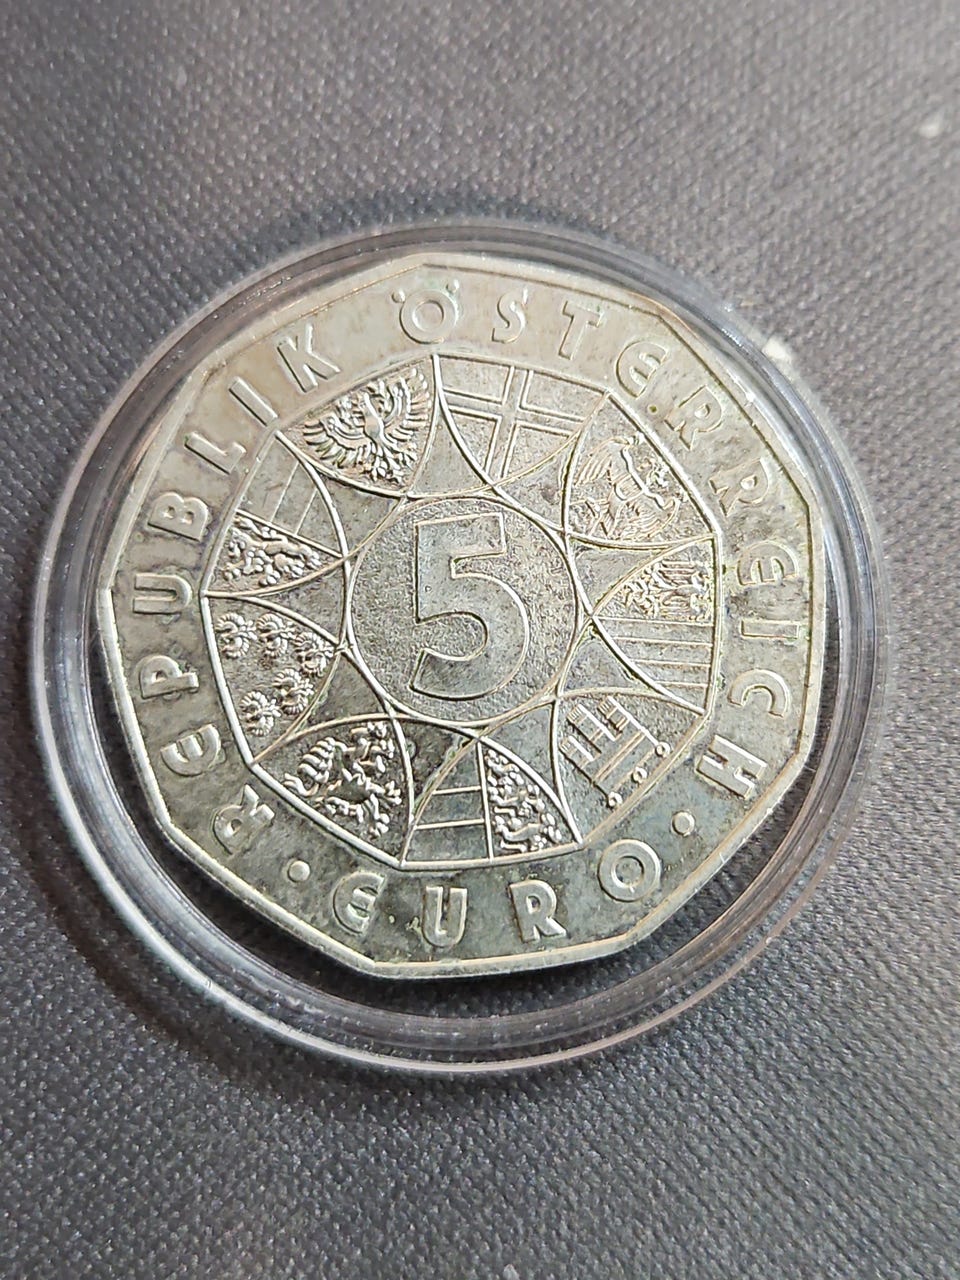 REPUBLIK ÖSTERREICH
· EURO ·
5